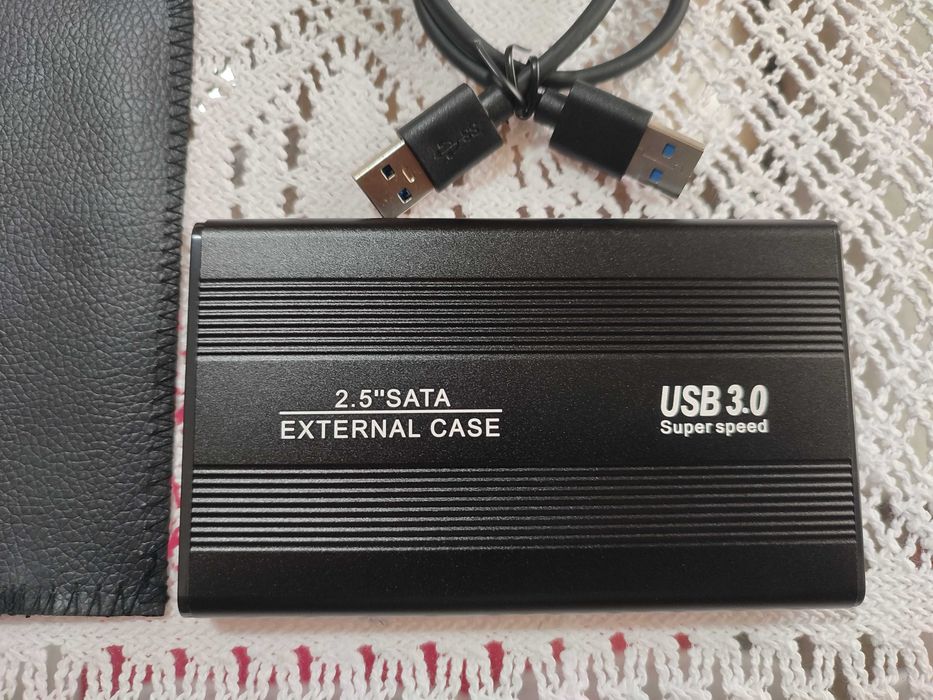 2.5"SATA
EXTERNAL CASE
USB 3.0
Super speed